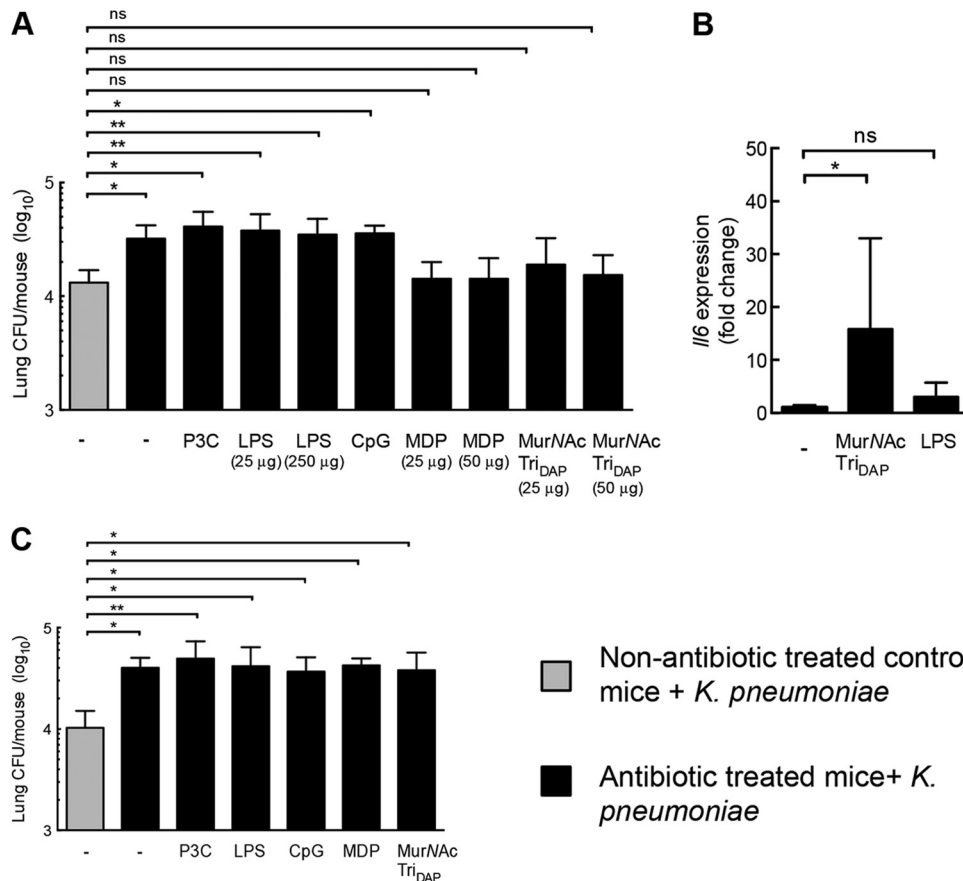 A
ns
ns
ns
ns
*
**
**
*
*
Lung CFU/mouse (log10)
5
4
3
-
-
P3C
LPS
(25 µg)
LPS
(250 µg)
CpG
MDP
(25 µg)
MDP
(50 µg)
MurNAc
TriDAP
(25 µg)
MurNAc
TriDAP
(50 µg)
B
ns
*
Il6 expression
(fold change)
50
40
30
20
10
0
-
MurNAc
TriDAP
LPS
C
*
*
*
*
**
*
Lung CFU/mouse (log10)
5
4
3
-
-
P3C
LPS
CpG
MDP
MurNAc
TriDAP
Non-antibiotic treated contro
mice + K. pneumoniae
Antibiotic treated mice+ K.
pneumoniae